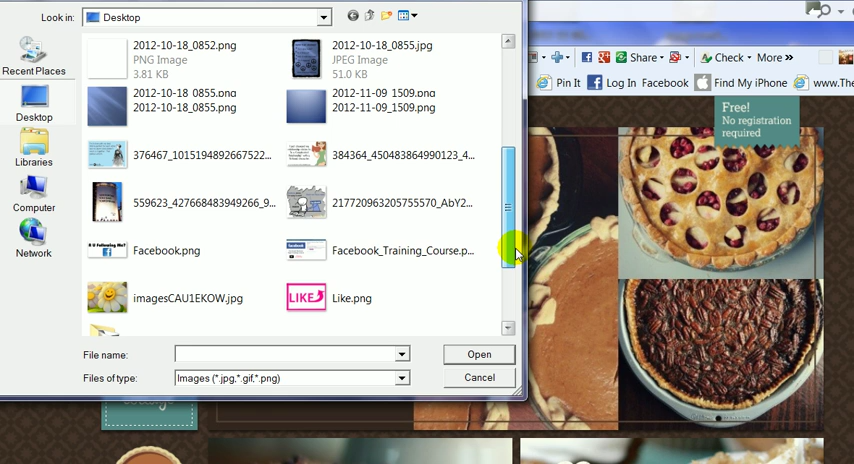 Look in: Desktop
2012-10-18_0852.png
PNG Image
3.81 KB
2012-10-18_0855.jpg
JPEG Image
51.0 KB
Recent Places
Desktop
Libraries
Computer
Network
2012-10-18_0855.png
2012-10-18_0855.png
2012-11-09_1509.png
2012-11-09_1509.png
376467_1015194892667522...
384364_450483864990123_4...
559623_427668483949266_9...
217720963205755570_AbY2...
Facebook.png
Facebook_Training_Course.p...
imagesCAU1EKOW.jpg
Like.png
LIKE
File name:
Open
Files of type: Images (*.jpg,*.gif,*.png)
Cancel
Share
Check
More »
Pin It
Log In
Facebook
Find My iPhone
www.The
Free!
No registration
required